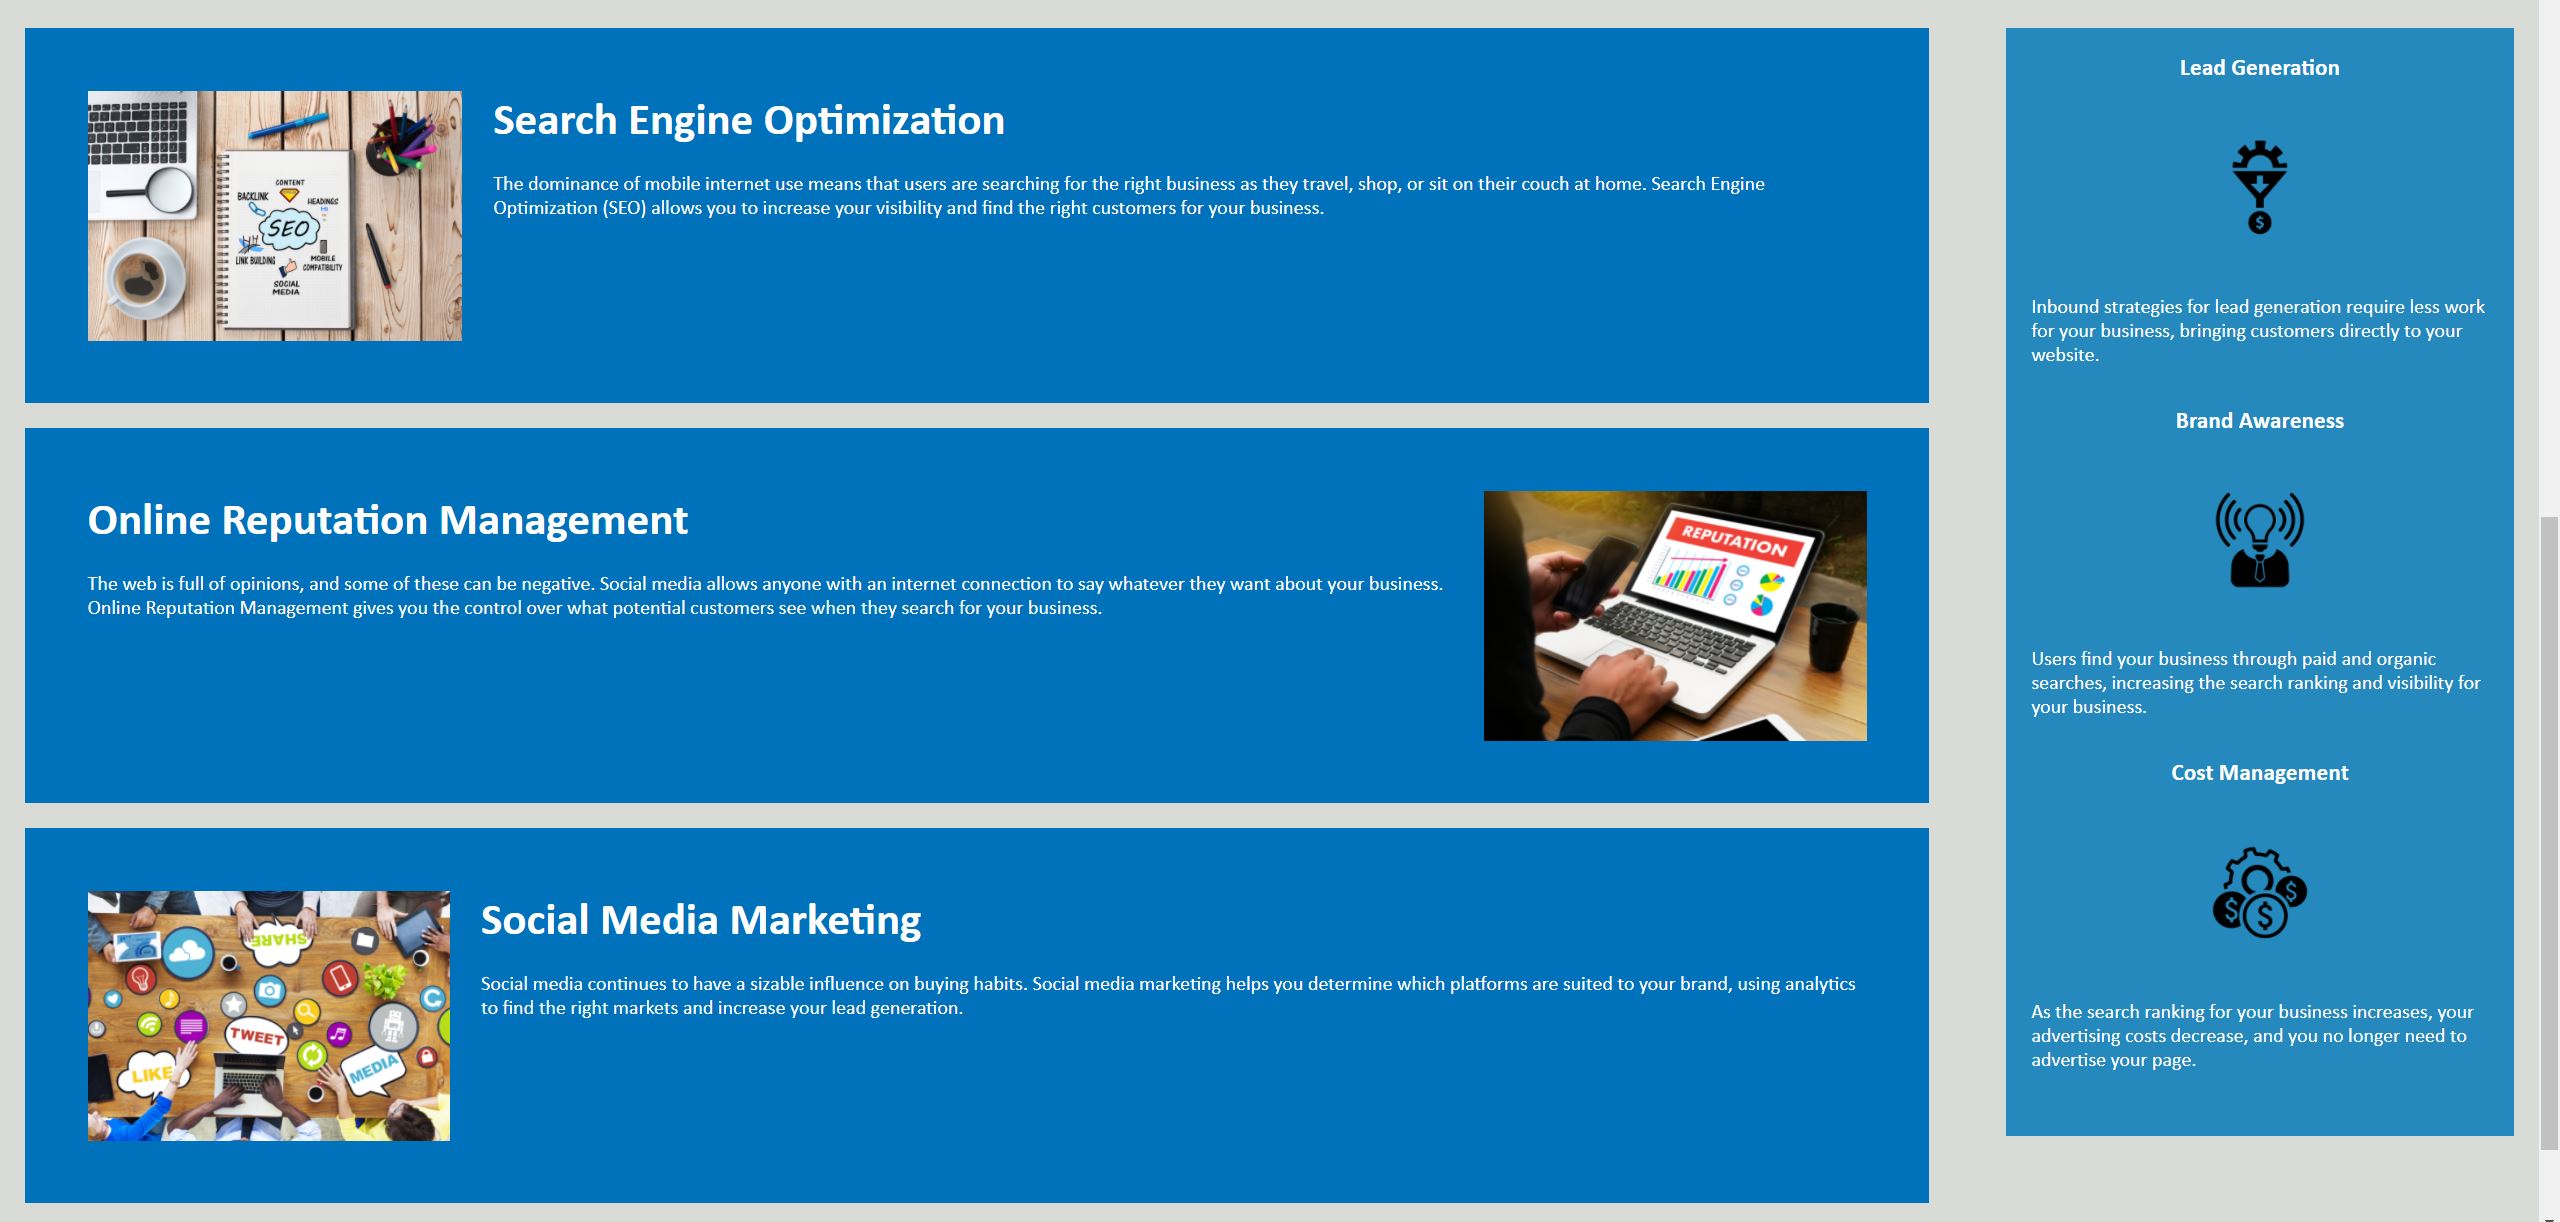 Search Engine Optimization
The dominance of mobile internet use means that users are searching for the right business as they travel, shop, or sit on their couch at home. Search Engine
Optimization (SEO) allows you to increase your visibility and find the right customers for your business.
CONTENT
BACKLINK
HEADINGS
H1
SEO
LINK BUILDING
MOBILE
COMPATIBILITY
SOCIAL
MEDIA
Online Reputation Management
The web is full of opinions, and some of these can be negative. Social media allows anyone with an internet connection to say whatever they want about your business.
Online Reputation Management gives you the control over what potential customers see when they search for your business.
REPUTATION
Social Media Marketing
Social media continues to have a sizable influence on buying habits. Social media marketing helps you determine which platforms are suited to your brand, using analytics
to find the right markets and increase your lead generation.
SHARE
TWEET
LIKE
MEDIA
Lead Generation
$
Inbound strategies for lead generation require less work
for your business, bringing customers directly to your
website.
Brand Awareness
Users find your business through paid and organic
searches, increasing the search ranking and visibility for
your business.
Cost Management
$
$
$
As the search ranking for your business increases, your
advertising costs decrease, and you no longer need to
advertise your page.